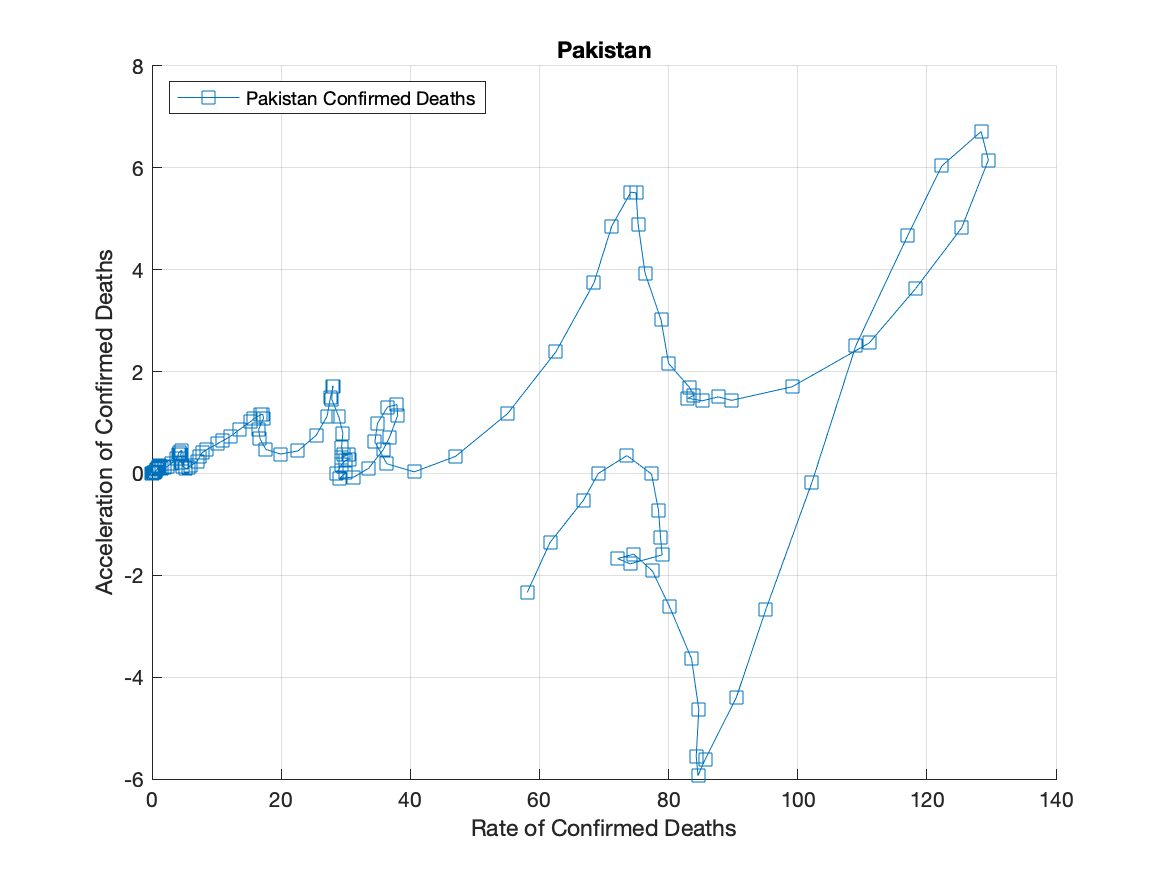 Pakistan
Pakistan Confirmed Deaths
Acceleration of Confirmed Deaths
8
6
4
2
0
-2
-4
-6
0 20 40 60 80 100 120 140
Rate of Confirmed Deaths